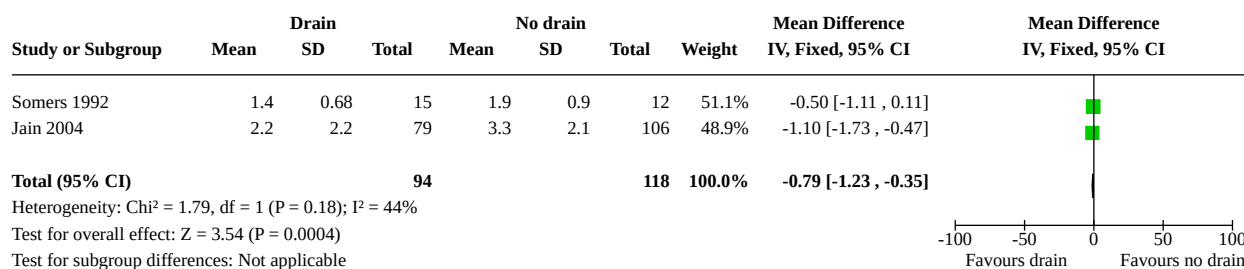 Drain No drain Mean Difference Mean Difference
Study or Subgroup Mean SD Total Mean SD Total Weight IV, Fixed, 95% CI IV, Fixed, 95% CI
Somers 1992 1.4 0.68 15 1.9 0.9 12 51.1% -0.50 [-1.11 , 0.11]
Jain 2004 2.2 2.2 79 3.3 2.1 106 48.9% -1.10 [-1.73 , -0.47]
Total (95% CI) 94 118 100.0% -0.79 [-1.23 , -0.35]
Heterogeneity: Chi² = 1.79, df = 1 (P = 0.18); I² = 44%
Test for overall effect: Z = 3.54 (P = 0.0004)
-100 -50 0 50 100
Test for subgroup differences: Not applicable
Favours drain Favours no drain